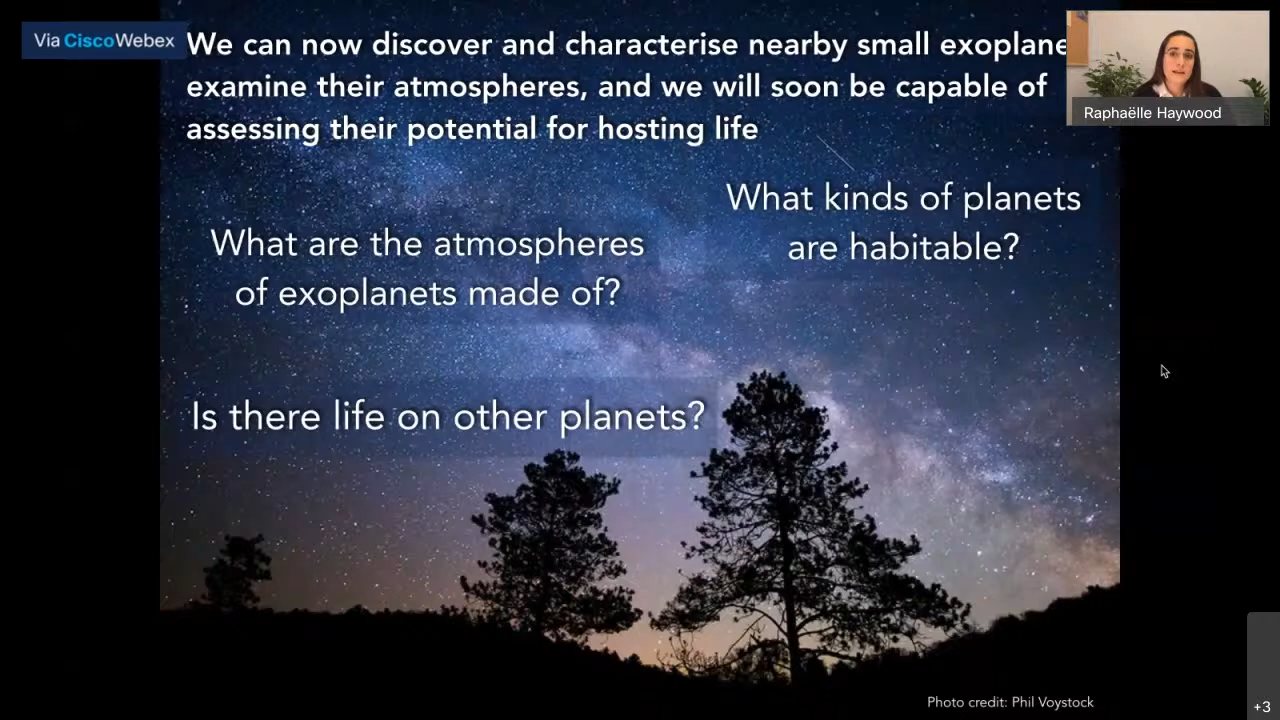 Via CiscoWebex
We can now discover and characterise nearby small
examine their atmospheres, and we will soon be capable of
assessing their potential for hosting life
Raphaëlle Haywood
What kinds of planets
are habitable?
What are the atmospheres
of exoplanets made of?
Is there life on other planets?
Photo credit: Phil Voystock
+3